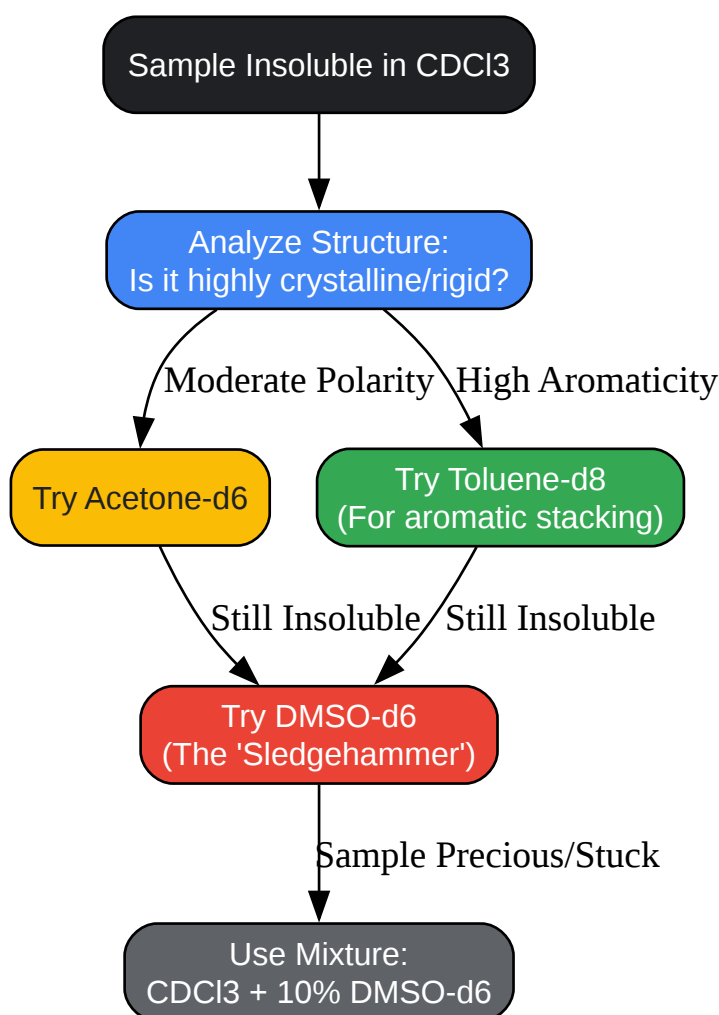 Sample Insoluble in CDCl3
Analyze Structure:
Is it highly crystalline/rigid?
Moderate Polarity
High Aromaticity
Try Acetone-d6
Try Toluene-d8
(For aromatic stacking)
Still Insoluble
Still Insoluble
Try DMSO-d6
(The 'Sledgehammer')
Sample Precious/Stuck
Use Mixture:
CDCl3 + 10% DMSO-d6